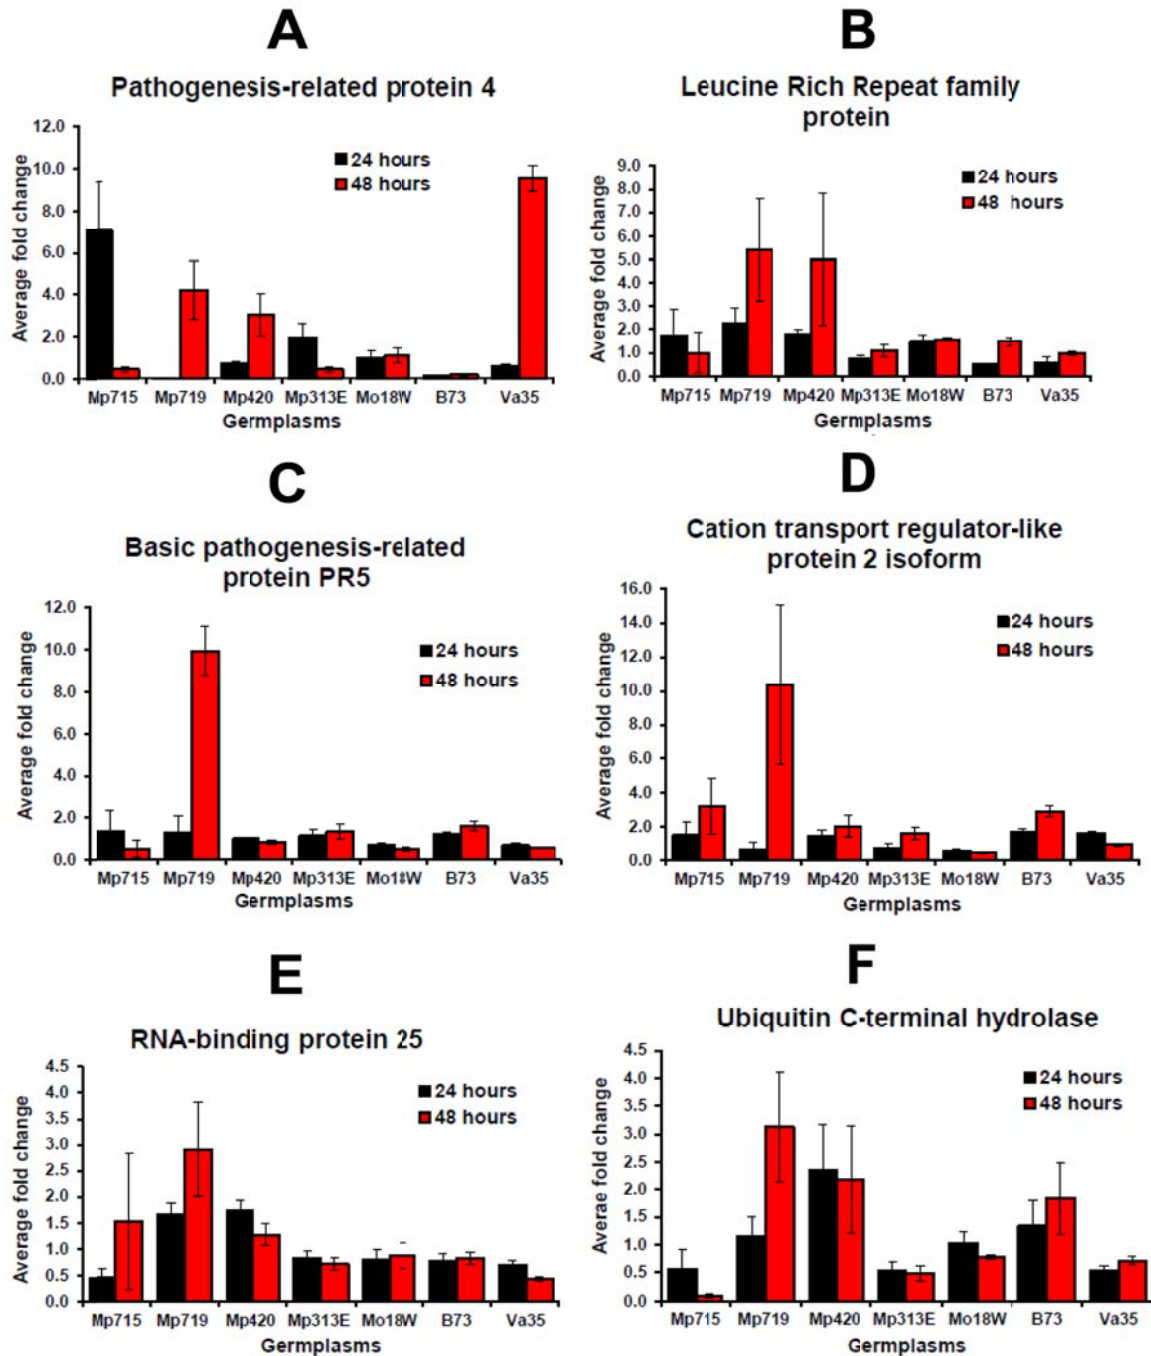 A
Pathogenesis-related protein 4
12.0
10.0
8.0
6.0
4.0
2.0
0.0
Average fold change
24 hours
48 hours
Mp715 Mp719 Mp420 Mp313E Mo18W B73 Va35
Germplasms
B
Leucine Rich Repeat family
protein
9.0
8.0
7.0
6.0
5.0
4.0
3.0
2.0
1.0
0.0
Average fold change
24 hours
48 hours
Mp715 Mp719 Mp420 Mp313E Mo18W B73 Va35
Germplasms
C
Basic pathogenesis-related
protein PR5
12.0
10.0
8.0
6.0
4.0
2.0
0.0
Average fold change
24 hours
48 hours
Mp715 Mp719 Mp420 Mp313E Mo18W B73 Va35
Germplasms
D
Cation transport regulator-like
protein 2 isoform
16.0
14.0
12.0
10.0
8.0
6.0
4.0
2.0
0.0
Average fold change
24 hours
48 hours
Mp715 Mp719 Mp420 Mp313E Mo18W B73 Va35
Germplasms
E
RNA-binding protein 25
4.5
4.0
3.5
3.0
2.5
2.0
1.5
1.0
0.5
0.0
Average fold change
24 hours
48 hours
Mp715 Mp719 Mp420 Mp313E Mo18W B73 Va35
Germplasms
F
Ubiquitin C-terminal hydrolase
4.5
4.0
3.5
3.0
2.5
2.0
1.5
1.0
0.5
0.0
Averae fold change
24 hours
48 hours
Mp715 Mp719 Mp420 Mp313E Mo18W B73 Va35
Germplasms